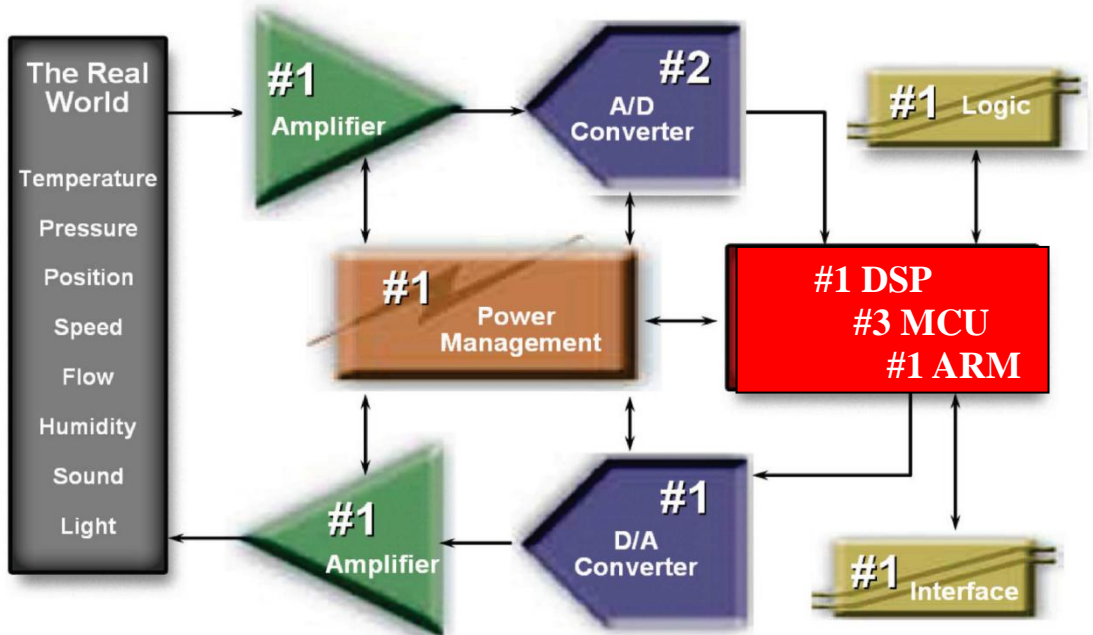 The Real
World
Temperature
Pressure
Position
Speed
Flow
Humidity
Sound
Light
#1
Amplifier
#2
A/D
Converter
#1 Logic
#1
Power
Management
#1 DSP
#3 MCU
#1 ARM
#1
Amplifier
#1
D/A
Converter
#1 Interface